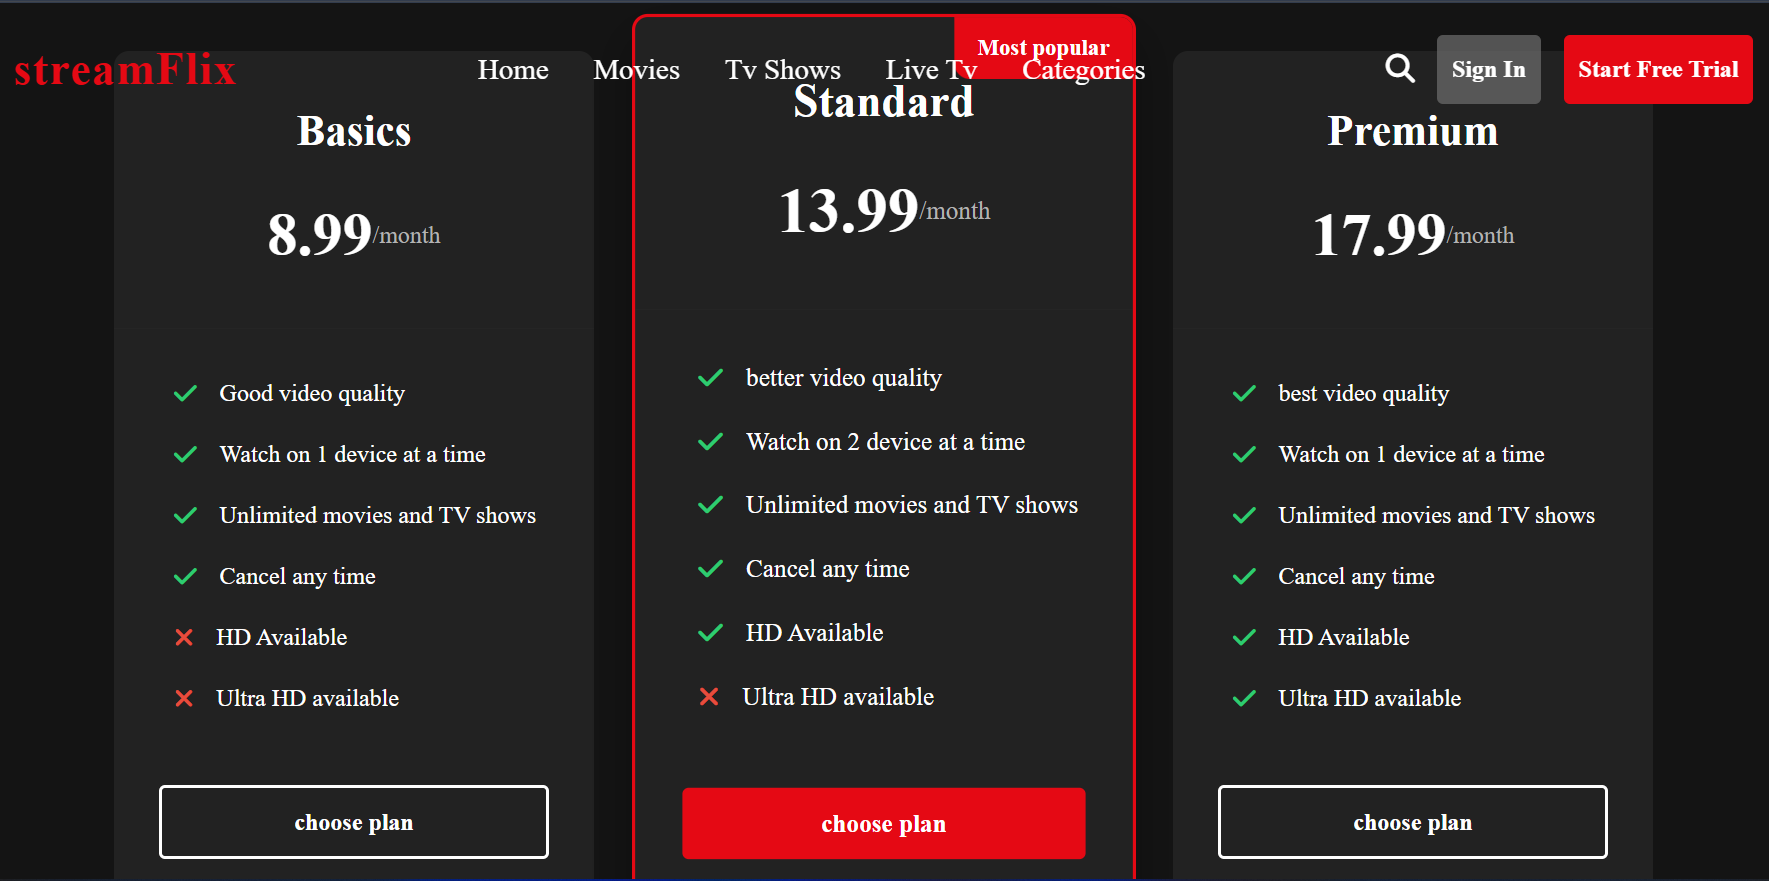 streamFlix
Home
Movies
Tv Shows
Live Tv
Categories
Sign In
Start Free Trial
Basics
8.99/month
Good video quality
Watch on 1 device at a time
Unlimited movies and TV shows
Cancel any time
HD Available
Ultra HD available
choose plan
Most popular
Standard
13.99/month
better video quality
Watch on 2 device at a time
Unlimited movies and TV shows
Cancel any time
HD Available
Ultra HD available
choose plan
Premium
17.99/month
best video quality
Watch on 1 device at a time
Unlimited movies and TV shows
Cancel any time
HD Available
Ultra HD available
choose plan